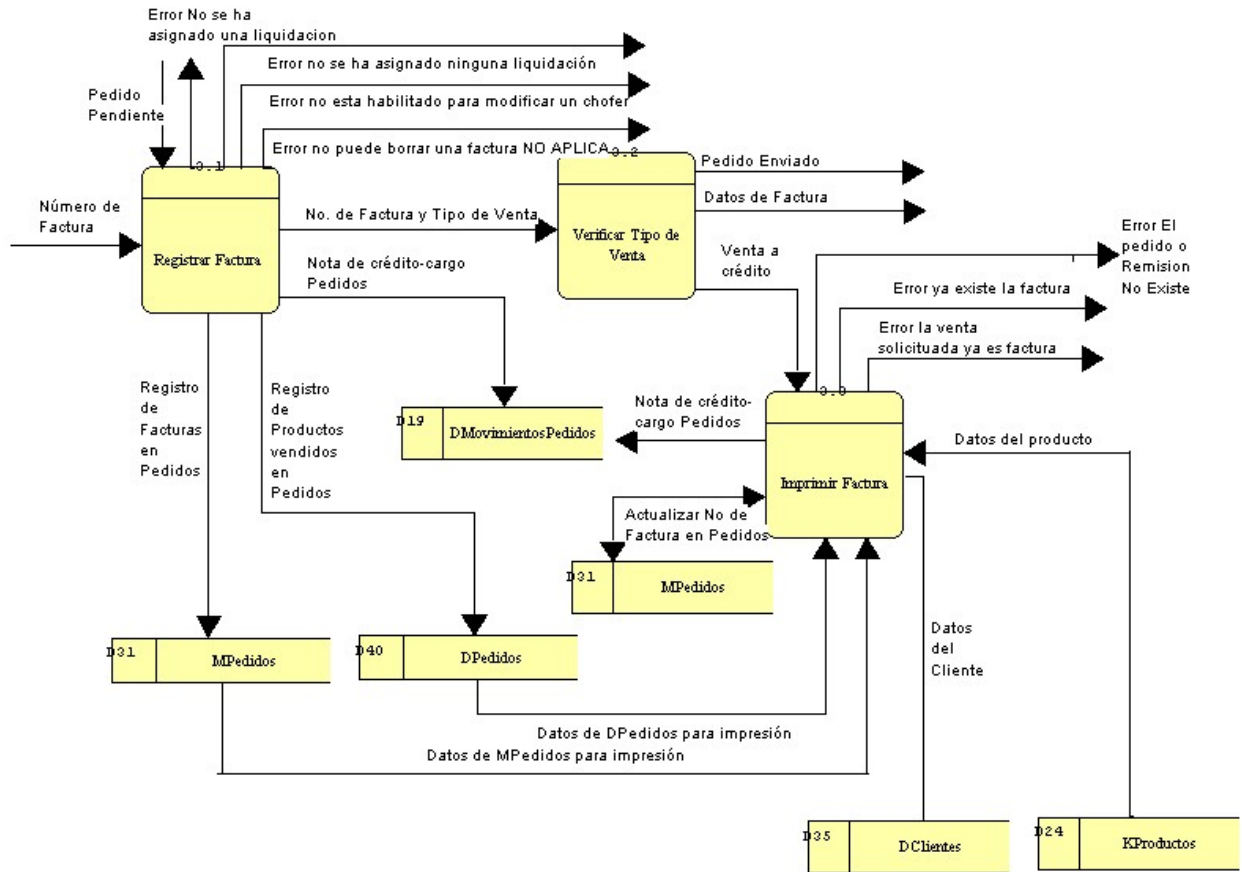 Error No se ha
asignado una liquidacion
Error no se ha asignado ninguna liquidación
Pedido
Pendiente
Error no esta habilitado para modificar un chofer
Error no puede borrar una factura NO APLICA
3.1
Registrar Factura
Número de
Factura
No. de Factura y Tipo de Venta
3.2
Verificar Tipo de
Venta
Pedido Enviado
Datos de Factura
Venta a
crédito
Nota de crédito-cargo
Pedidos
Error El
pedido o
Remision
No Existe
Error ya existe la factura
Error la venta
solicituada ya es factura
Registro
de
Facturas
en
Pedidos
Registro
de
Productos
vendidos
en
Pedidos
D19
DMovimientosPedidos
Nota de crédito-
cargo Pedidos
Imprimir Factura
Datos del producto
Actualizar No de
Factura en Pedidos
D31
MPedidos
D31
MPedidos
D40
DPedidos
Datos
del
Cliente
Datos de DPedidos para impresión
Datos de MPedidos para impresión
D35
DClientes
D24
KProductos